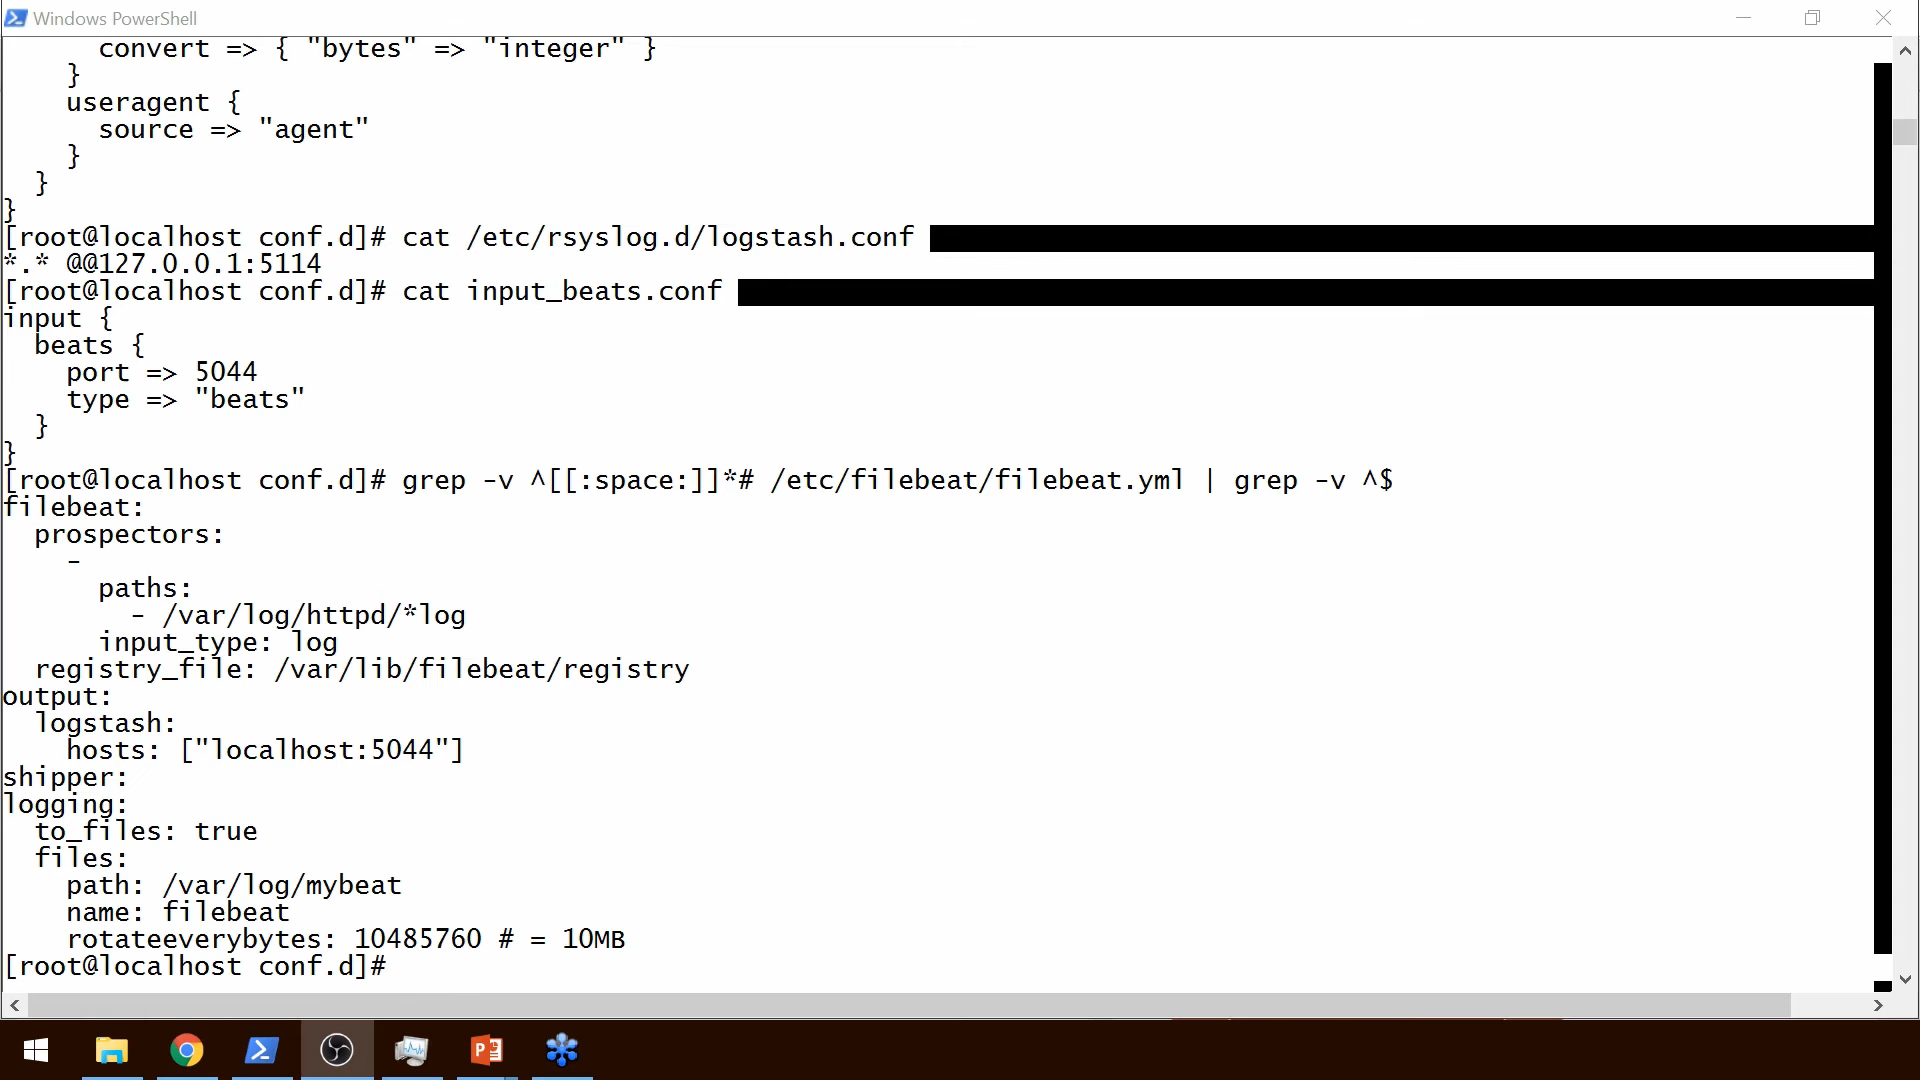 Windows PowerShell
      convert => { "bytes" => "integer" }
    }
    useragent {
      source => "agent"
    }
  }
}
[root@localhost conf.d]# cat /etc/rsyslog.d/logstash.conf
*.* @@127.0.0.1:5114
[root@localhost conf.d]# cat input_beats.conf
input {
  beats {
    port => 5044
    type => "beats"
  }
}
[root@localhost conf.d]# grep -v ^[[:space:]]*# /etc/filebeat/filebeat.yml | grep -v ^$
filebeat:
  prospectors:
    -
      paths:
        - /var/log/httpd/*log
      input_type: log
  registry_file: /var/lib/filebeat/registry
output:
  logstash:
    hosts: ["localhost:5044"]
shipper:
logging:
  to_files: true
  files:
    path: /var/log/mybeat
    name: filebeat
    rotateeverybytes: 10485760 # = 10MB
[root@localhost conf.d]#